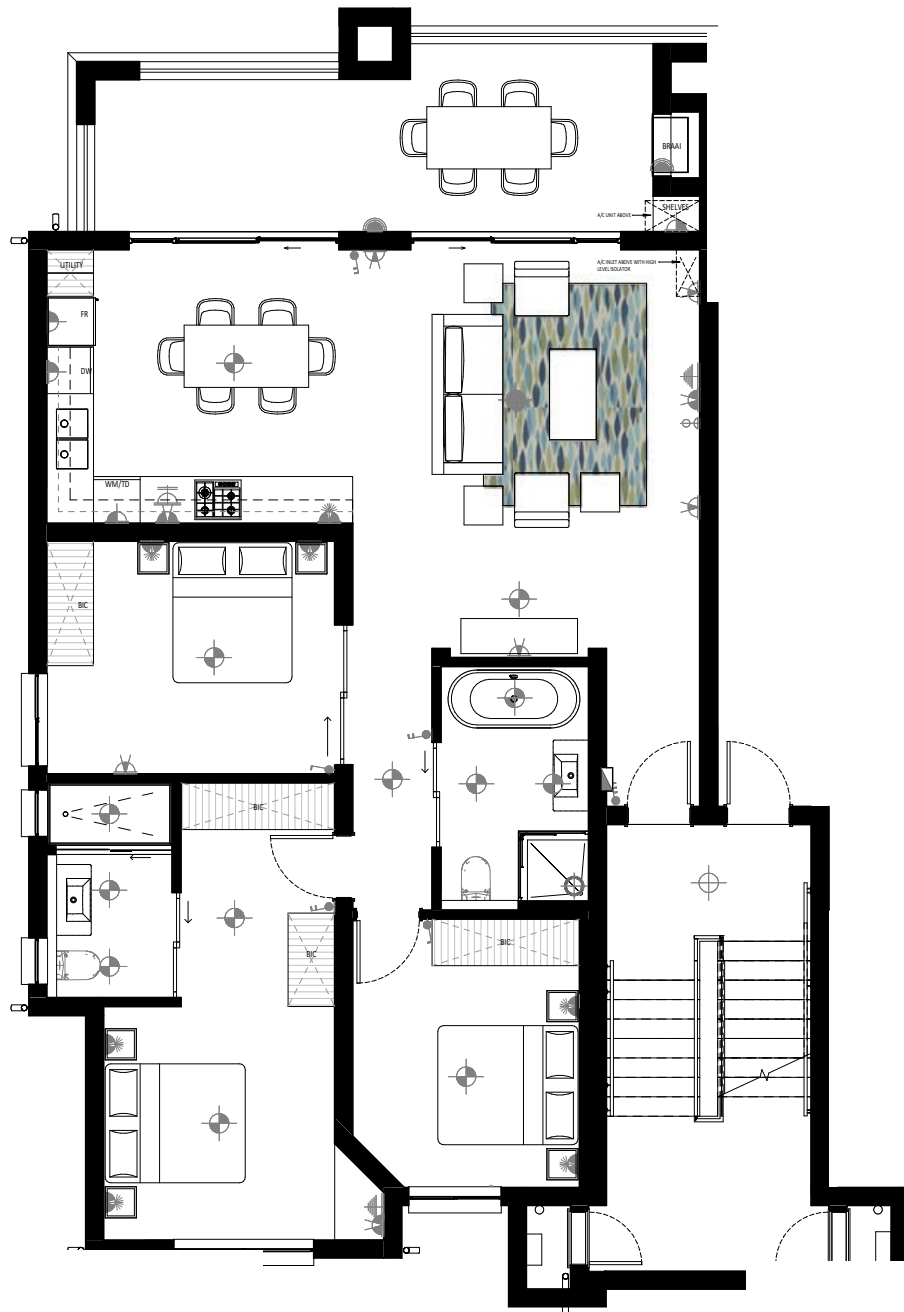 BRAAI
SHELVES
A/C UNIT ABOVE
A/C INLET ABOVE WITH HIGH
LEVEL ISOLATOR
UTILITY
FR
DW
WM/TD
BIC
BIC
BIC
BIC